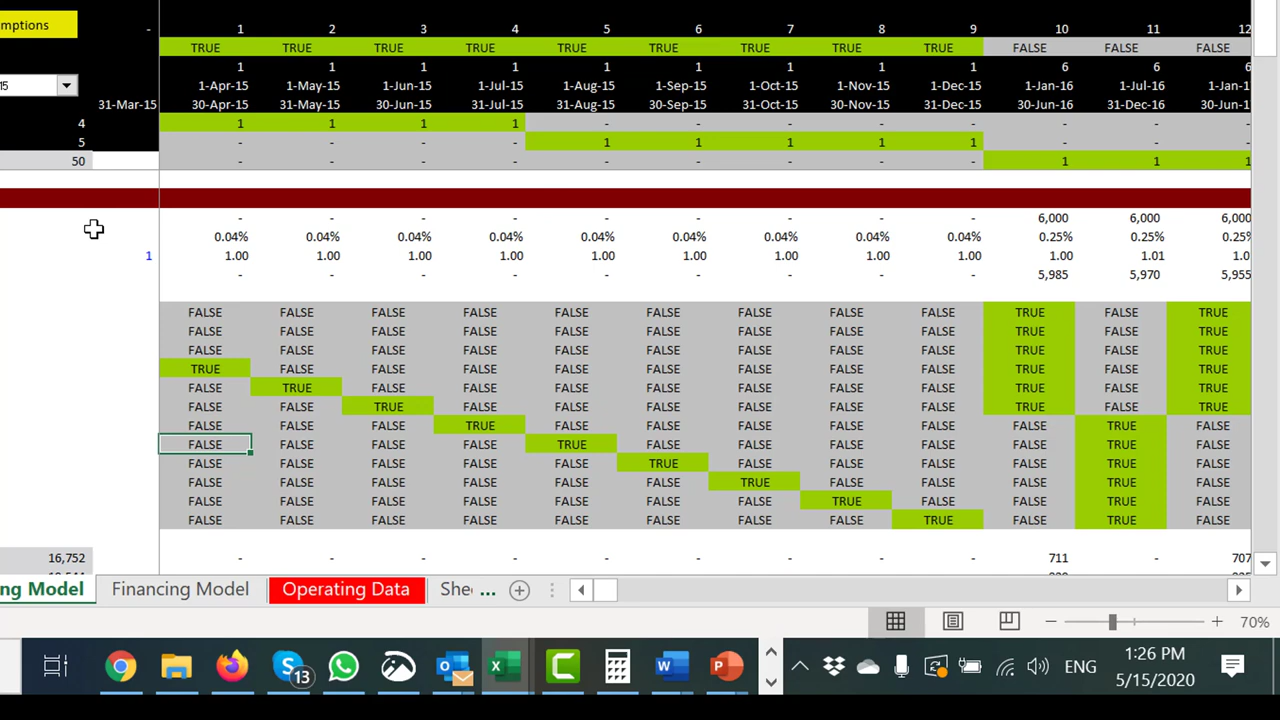 mptions - 1 2 3 4 5 6 7 8 9 10 11 12
TRUE TRUE TRUE TRUE TRUE TRUE TRUE TRUE TRUE FALSE FALSE FALSE
1 1 1 1 1 1 1 1 1 6 6 6
15 1-Apr-15 1-May-15 1-Jun-15 1-Jul-15 1-Aug-15 1-Sep-15 1-Oct-15 1-Nov-15 1-Dec-15 1-Jan-16 1-Jul-16 1-Jan-1
31-Mar-15 30-Apr-15 31-May-15 30-Jun-15 31-Jul-15 31-Aug-15 30-Sep-15 31-Oct-15 30-Nov-15 31-Dec-15 30-Jun-16 31-Dec-16 30-Jun-1
4 1 1 1 1 - - - - - - - -
5 - - - - 1 1 1 1 1 - - -
50 - - - - - - - - - 1 1 1
- - - - - - - - - 6,000 6,000 6,000
0.04% 0.04% 0.04% 0.04% 0.04% 0.04% 0.04% 0.04% 0.04% 0.25% 0.25% 0.25%
1 1.00 1.00 1.00 1.00 1.00 1.00 1.00 1.00 1.00 1.00 1.01 1.0
- - - - - - - - - 5,985 5,970 5,955
FALSE FALSE FALSE FALSE FALSE FALSE FALSE FALSE FALSE TRUE FALSE TRUE
FALSE FALSE FALSE FALSE FALSE FALSE FALSE FALSE FALSE TRUE FALSE TRUE
FALSE FALSE FALSE FALSE FALSE FALSE FALSE FALSE FALSE TRUE FALSE TRUE
TRUE FALSE FALSE FALSE FALSE FALSE FALSE FALSE FALSE TRUE FALSE TRUE
FALSE TRUE FALSE FALSE FALSE FALSE FALSE FALSE FALSE TRUE FALSE TRUE
FALSE FALSE TRUE FALSE FALSE FALSE FALSE FALSE FALSE TRUE FALSE TRUE
FALSE FALSE FALSE TRUE FALSE FALSE FALSE FALSE FALSE FALSE TRUE FALSE
FALSE FALSE FALSE FALSE TRUE FALSE FALSE FALSE FALSE FALSE TRUE FALSE
FALSE FALSE FALSE FALSE FALSE TRUE FALSE FALSE FALSE FALSE TRUE FALSE
FALSE FALSE FALSE FALSE FALSE FALSE TRUE FALSE FALSE FALSE TRUE FALSE
FALSE FALSE FALSE FALSE FALSE FALSE FALSE TRUE FALSE FALSE TRUE FALSE
FALSE FALSE FALSE FALSE FALSE FALSE FALSE FALSE TRUE FALSE TRUE FALSE
16,752 - - - - - - - - - 711 - 707
ng Model Financing Model Operating Data She ...
70%
13 ENG 1:26 PM
5/15/2020